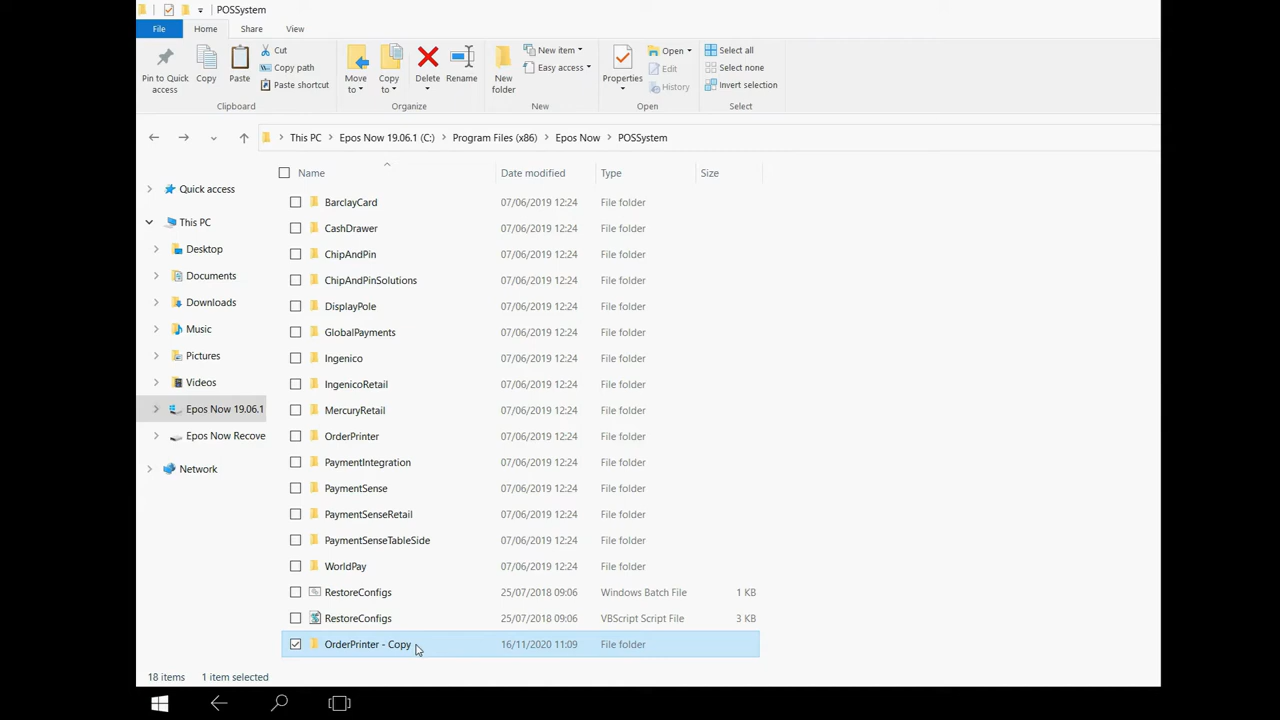 POSSystem
File Home Share View
Pin to Quick access
Copy
Paste
Cut
Copy path
Paste shortcut
Clipboard
Move to
Copy to
Delete
Rename
Organize
New folder
New item
Easy access
New
Properties
Open
Edit
History
Open
Select all
Select none
Invert selection
Select
This PC Epos Now 19.06.1 (C:) Program Files (x86) Epos Now POSSystem
Quick access
This PC
Desktop
Documents
Downloads
Music
Pictures
Videos
Epos Now 19.06.1
Epos Now Recove
Network
Name Date modified Type Size
BarclayCard 07/06/2019 12:24 File folder
CashDrawer 07/06/2019 12:24 File folder
ChipAndPin 07/06/2019 12:24 File folder
ChipAndPinSolutions 07/06/2019 12:24 File folder
DisplayPole 07/06/2019 12:24 File folder
GlobalPayments 07/06/2019 12:24 File folder
Ingenico 07/06/2019 12:24 File folder
IngenicoRetail 07/06/2019 12:24 File folder
MercuryRetail 07/06/2019 12:24 File folder
OrderPrinter 07/06/2019 12:24 File folder
PaymentIntegration 07/06/2019 12:24 File folder
PaymentSense 07/06/2019 12:24 File folder
PaymentSenseRetail 07/06/2019 12:24 File folder
PaymentSenseTableSide 07/06/2019 12:24 File folder
WorldPay 07/06/2019 12:24 File folder
RestoreConfigs 25/07/2018 09:06 Windows Batch File 1 KB
RestoreConfigs 25/07/2018 09:06 VBScript Script File 3 KB
OrderPrinter - Copy 16/11/2020 11:09 File folder
18 items 1 item selected